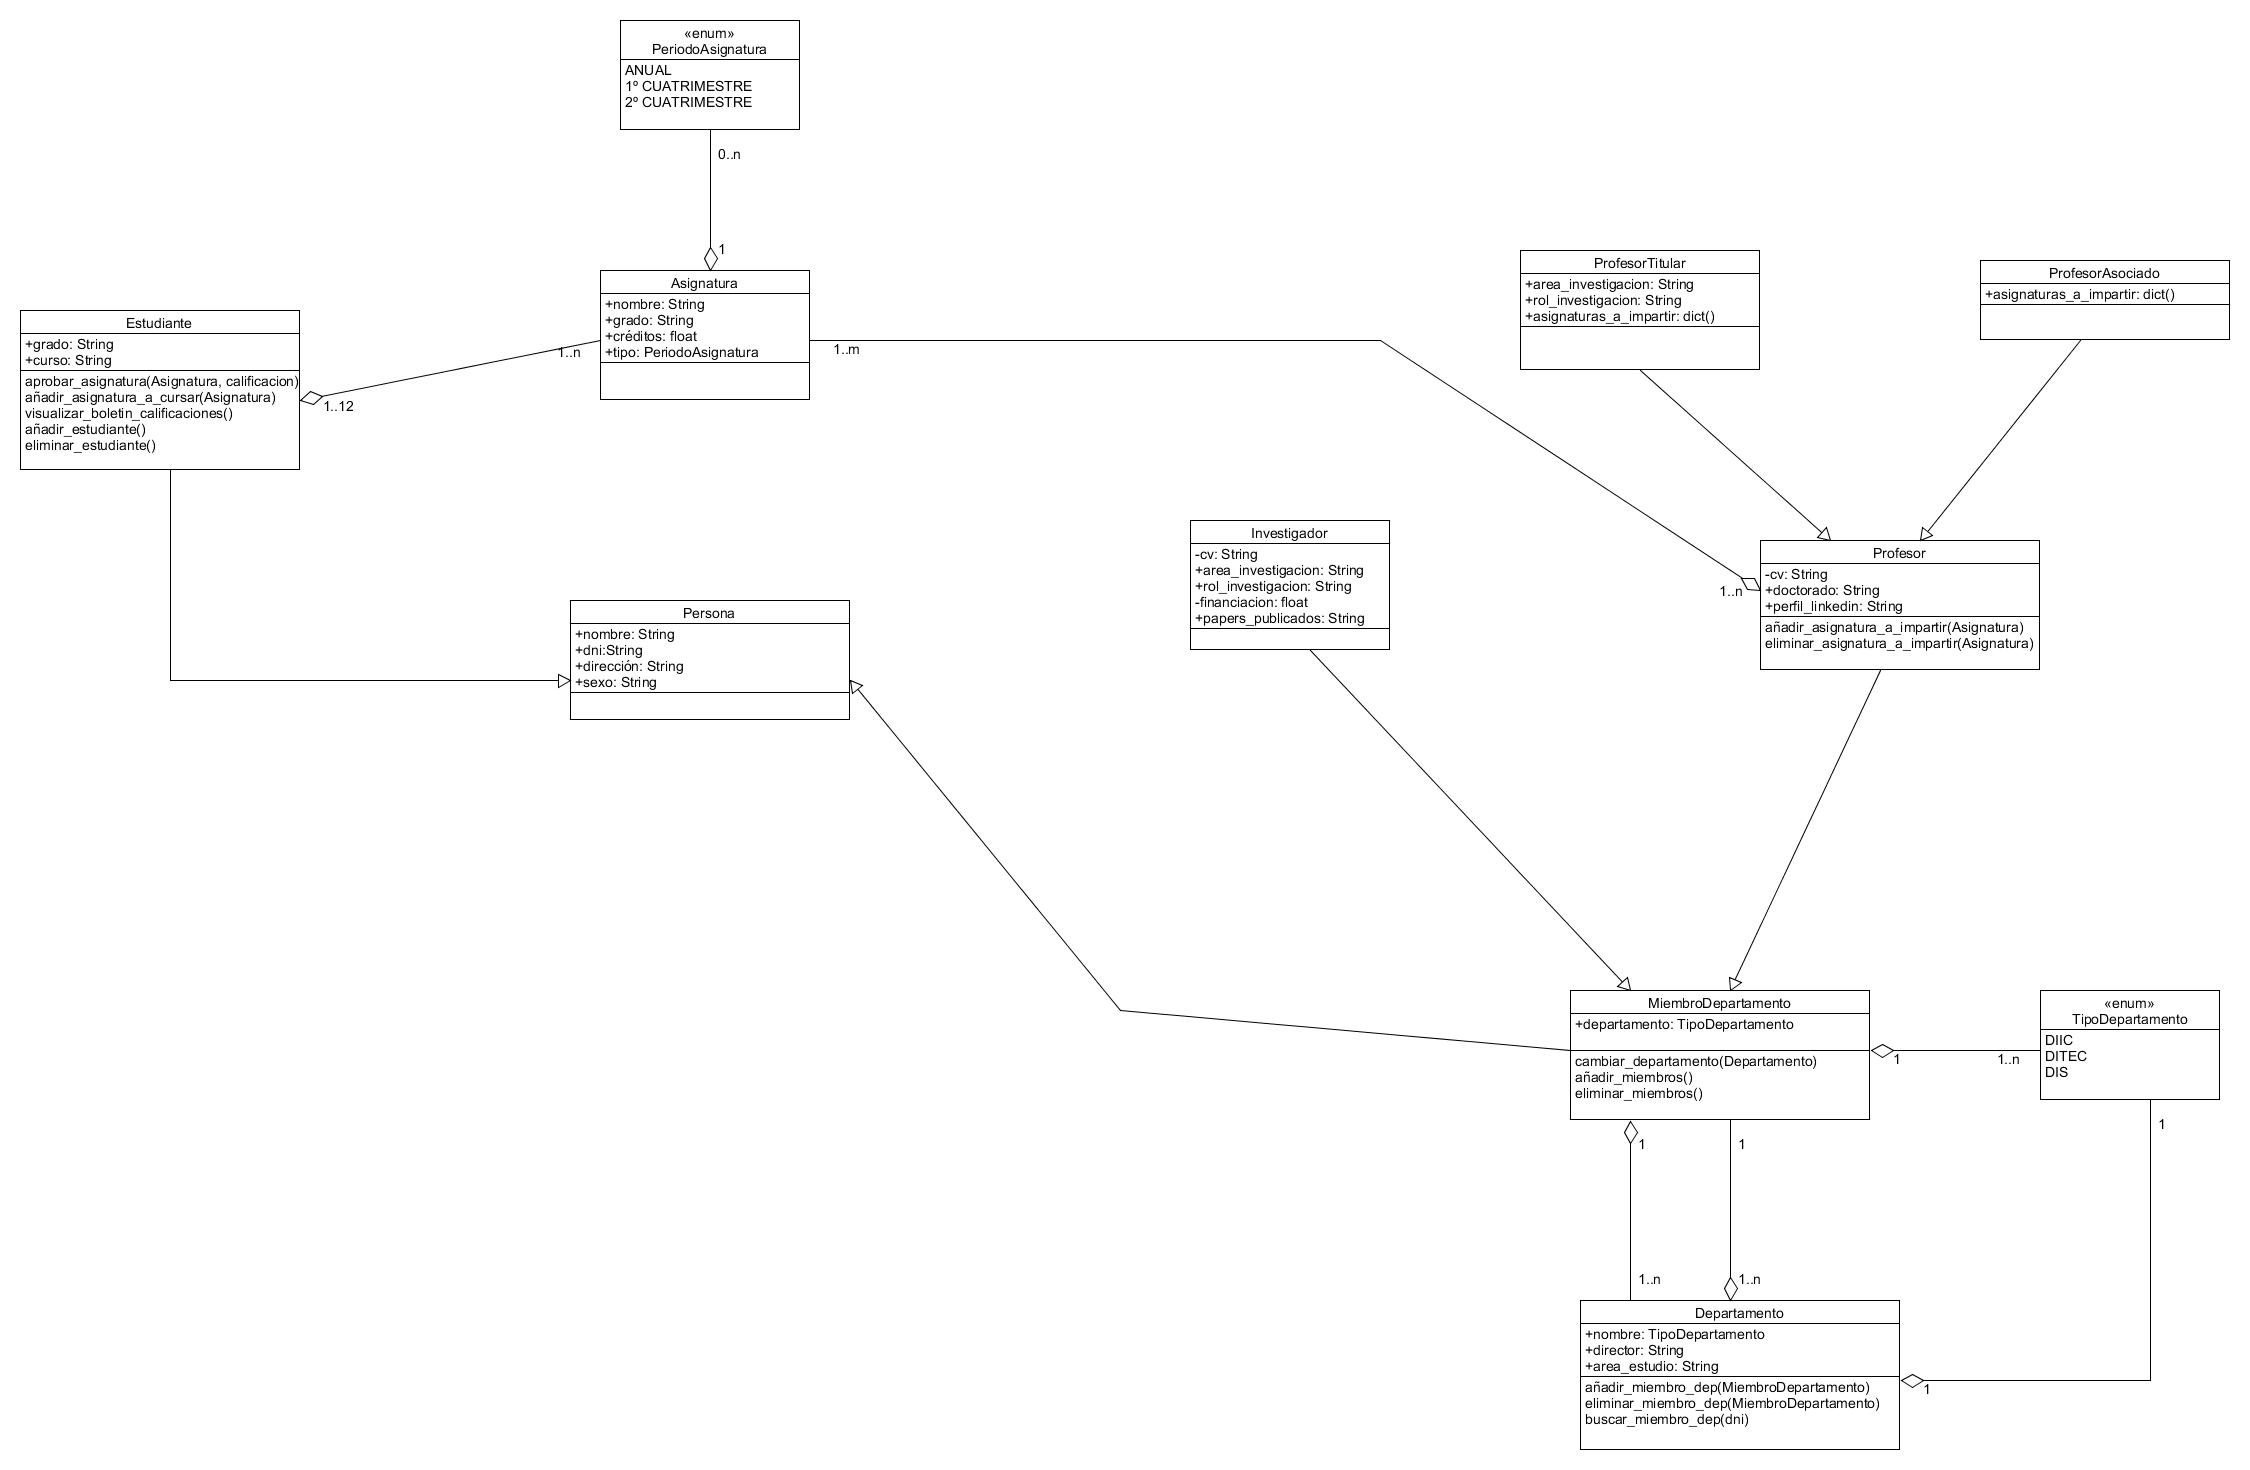 «enum»
PeriodoAsignatura
ANUAL
1º CUATRIMESTRE
2º CUATRIMESTRE
0..n
1
Asignatura
+nombre: String
+grado: String
+créditos: float
+tipo: PeriodoAsignatura
1..n
1..m
Estudiante
+grado: String
+curso: String
aprobar_asignatura(Asignatura, calificacion)
añadir_asignatura_a_cursar(Asignatura)
visualizar_boletin_calificaciones()
añadir_estudiante()
eliminar_estudiante()
1..12
ProfesorTitular
+area_investigacion: String
+rol_investigacion: String
+asignaturas_a_impartir: dict()
ProfesorAsociado
+asignaturas_a_impartir: dict()
Investigador
-cv: String
+area_investigacion: String
+rol_investigacion: String
-financiacion: float
+papers_publicados: String
Profesor
-cv: String
+doctorado: String
+perfil_linkedin: String
añadir_asignatura_a_impartir(Asignatura)
eliminar_asignatura_a_impartir(Asignatura)
1..n
Persona
+nombre: String
+dni:String
+dirección: String
+sexo: String
MiembroDepartamento
+departamento: TipoDepartamento
cambiar_departamento(Departamento)
añadir_miembros()
eliminar_miembros()
1
1..n
«enum»
TipoDepartamento
DIIC
DITEC
DIS
1
1
1
1..n
1..n
Departamento
+nombre: TipoDepartamento
+director: String
+area_estudio: String
añadir_miembro_dep(MiembroDepartamento)
eliminar_miembro_dep(MiembroDepartamento)
buscar_miembro_dep(dni)
1